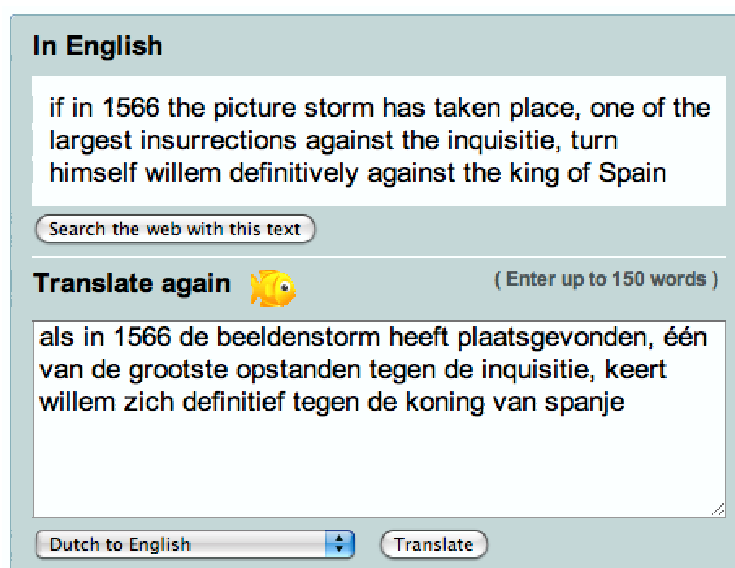 In English
if in 1566 the picture storm has taken place, one of the
largest insurrections against the inquisitie, turn
himself willem definitively against the king of Spain
Search the web with this text
Translate again ( Enter up to 150 words )
als in 1566 de beeldenstorm heeft plaatsgevonden, één
van de grootste opstanden tegen de inquisitie, keert
willem zich definitief tegen de koning van spanje
Dutch to English Translate